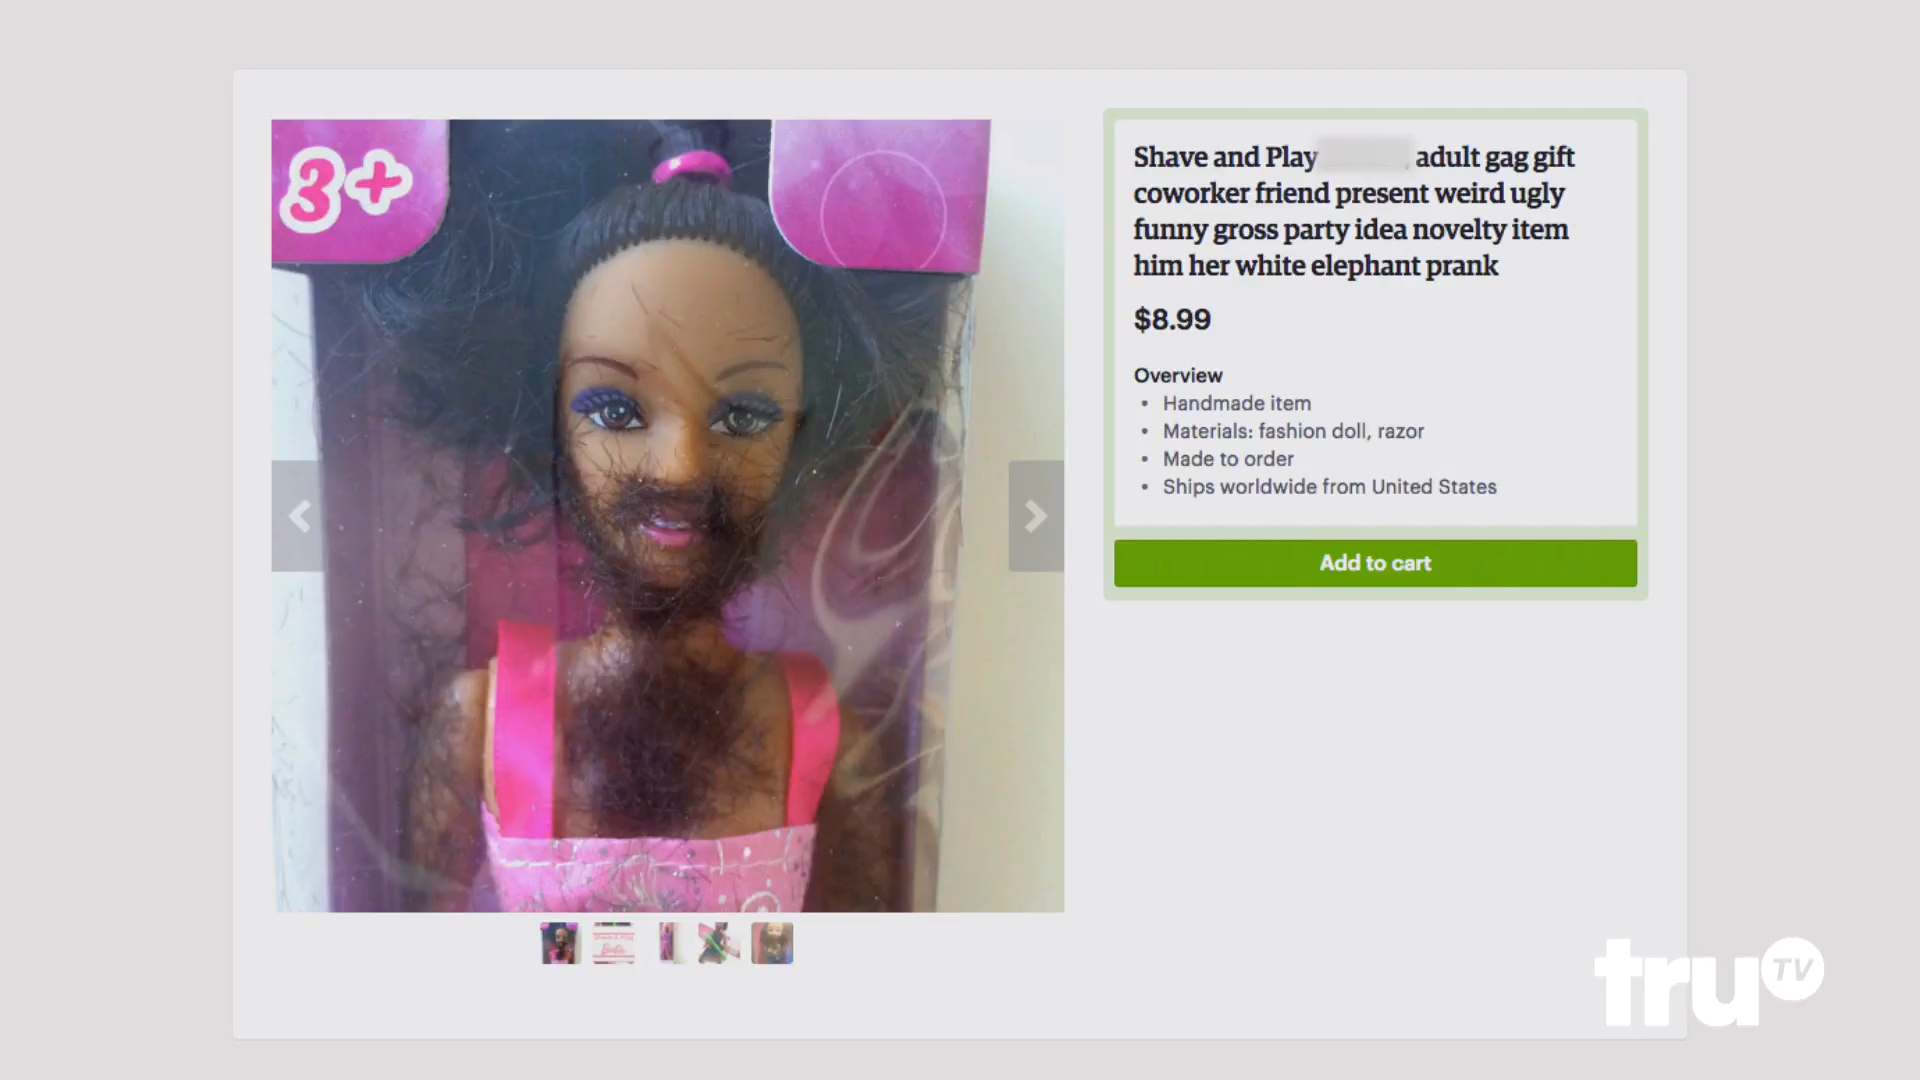 3+
Shave and Play adult gag gift
coworker friend present weird ugly
funny gross party idea novelty item
him her white elephant prank
$8.99
Overview
• Handmade item
• Materials: fashion doll, razor
• Made to order
• Ships worldwide from United States
Add to cart
tru TV